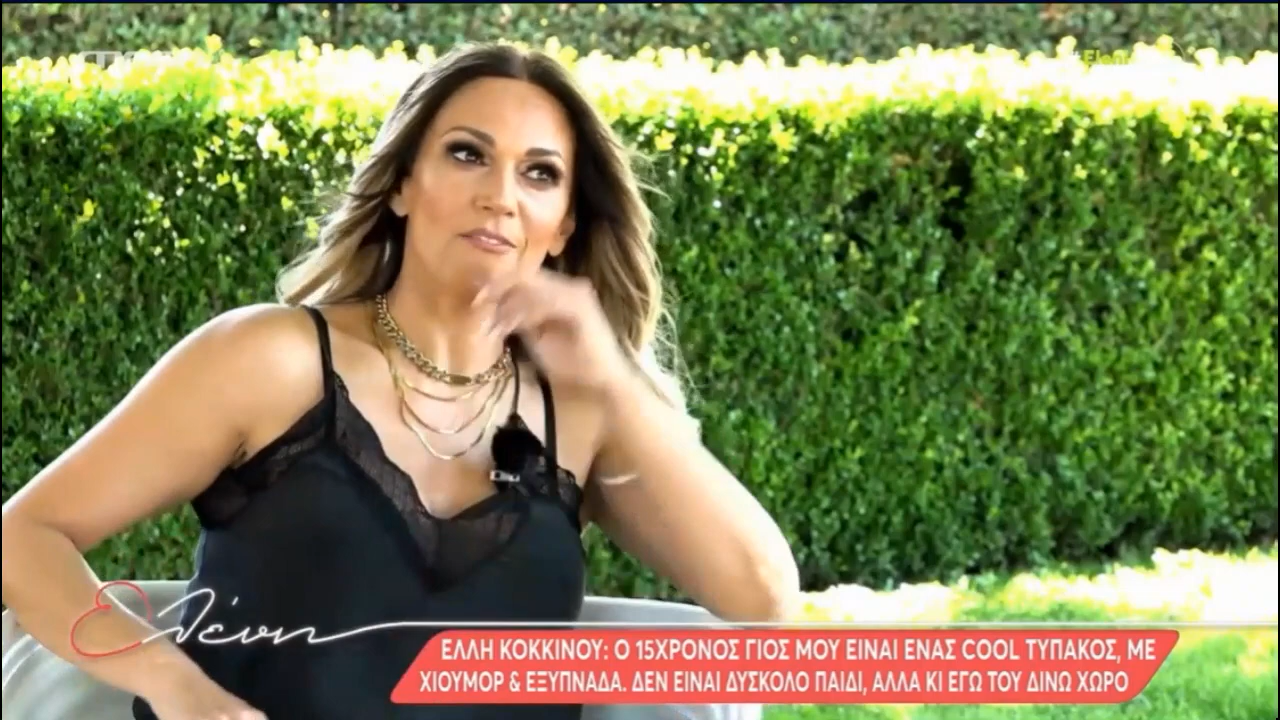 Ελένη
ΕΛΛΗ ΚΟΚΚΙΝΟΥ: Ο 15ΧΡΟΝΟΣ ΓΙΟΣ ΜΟΥ ΕΙΝΑΙ ΕΝΑΣ COOL ΤΥΠΑΚΟΣ, ΜΕ
ΧΙΟΥΜΟΡ & ΕΞΥΠΝΑΔΑ. ΔΕΝ ΕΙΝΑΙ ΔΥΣΚΟΛΟ ΠΑΙΔΙ, ΑΛΛΑ ΚΙ ΕΓΩ ΤΟΥ ΔΙΝΩ ΧΩΡΟ